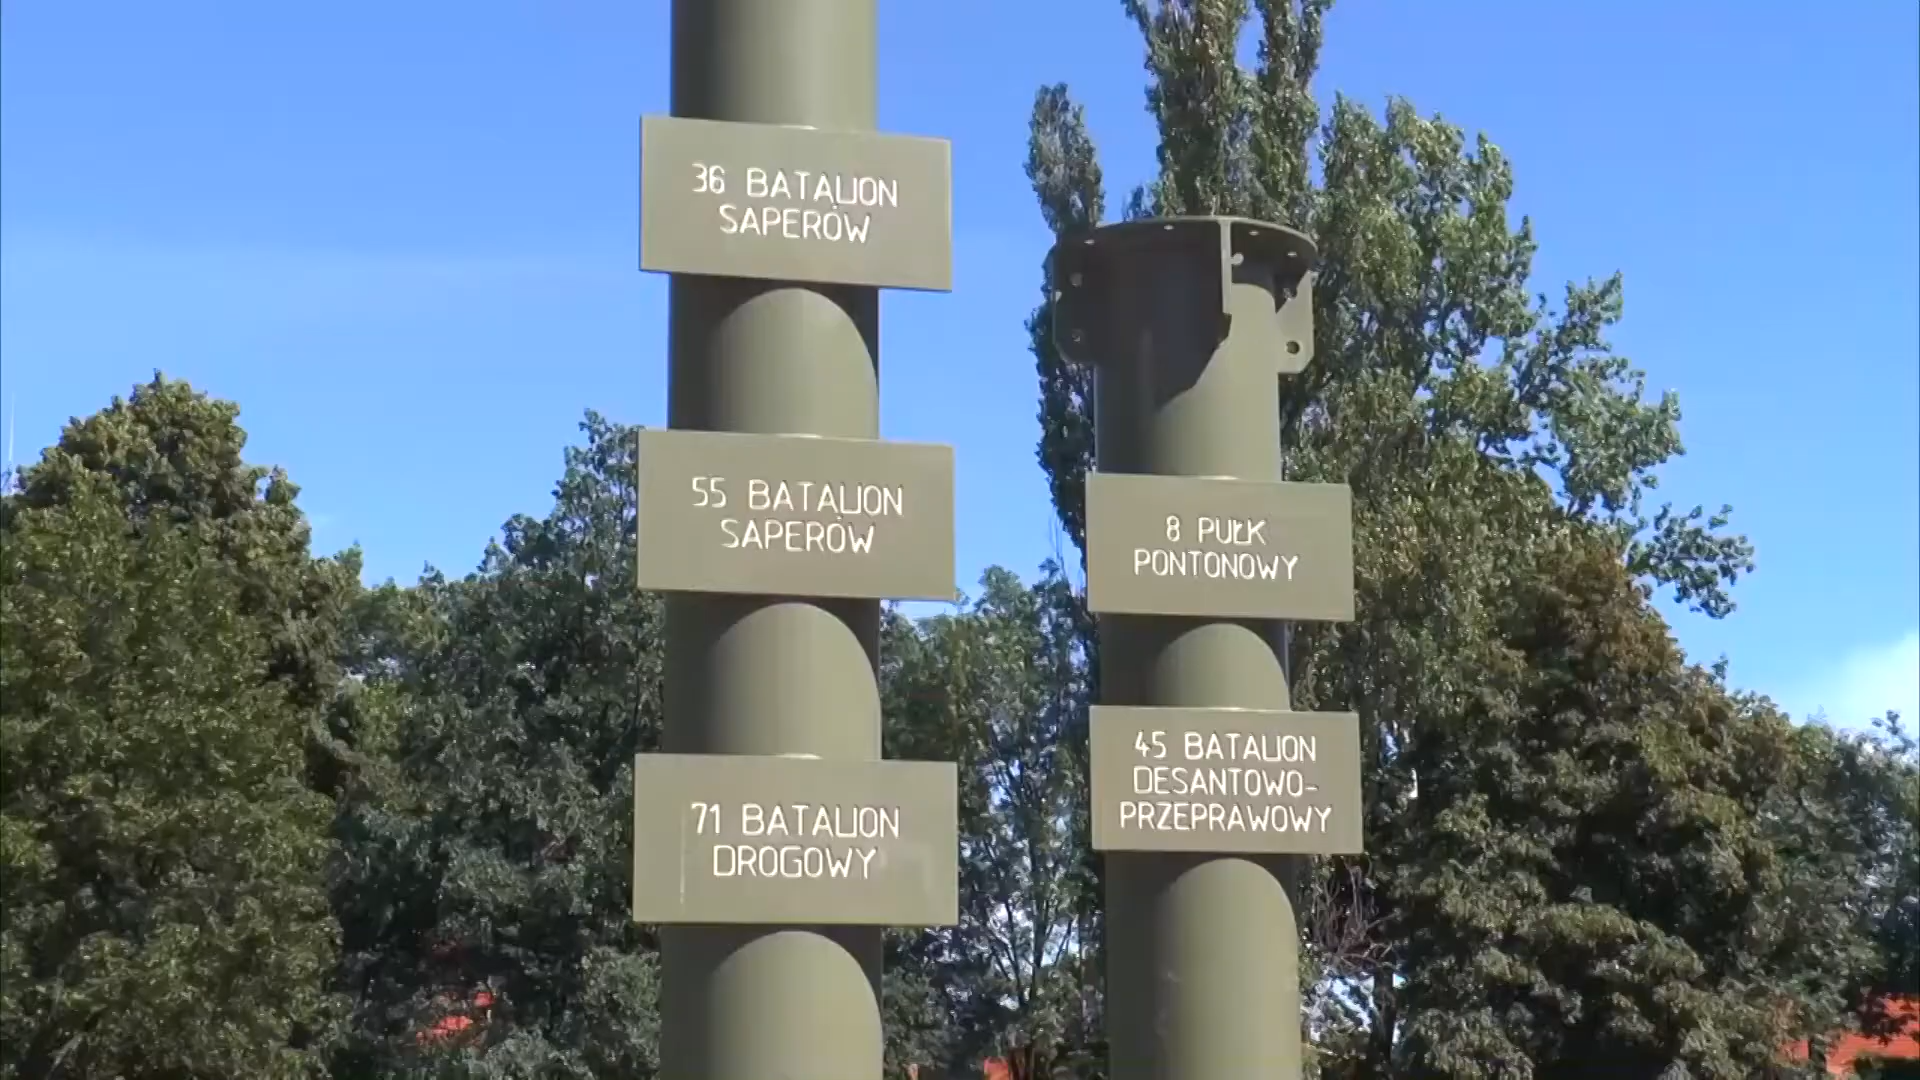 36 BATALION
SAPERÓW
55 BATALION
SAPERÓW
71 BATALION
DROGOWY
8 PUŁK
PONTONOWY
45 BATALION
DESANTOWO-
PRZEPRAWOWY